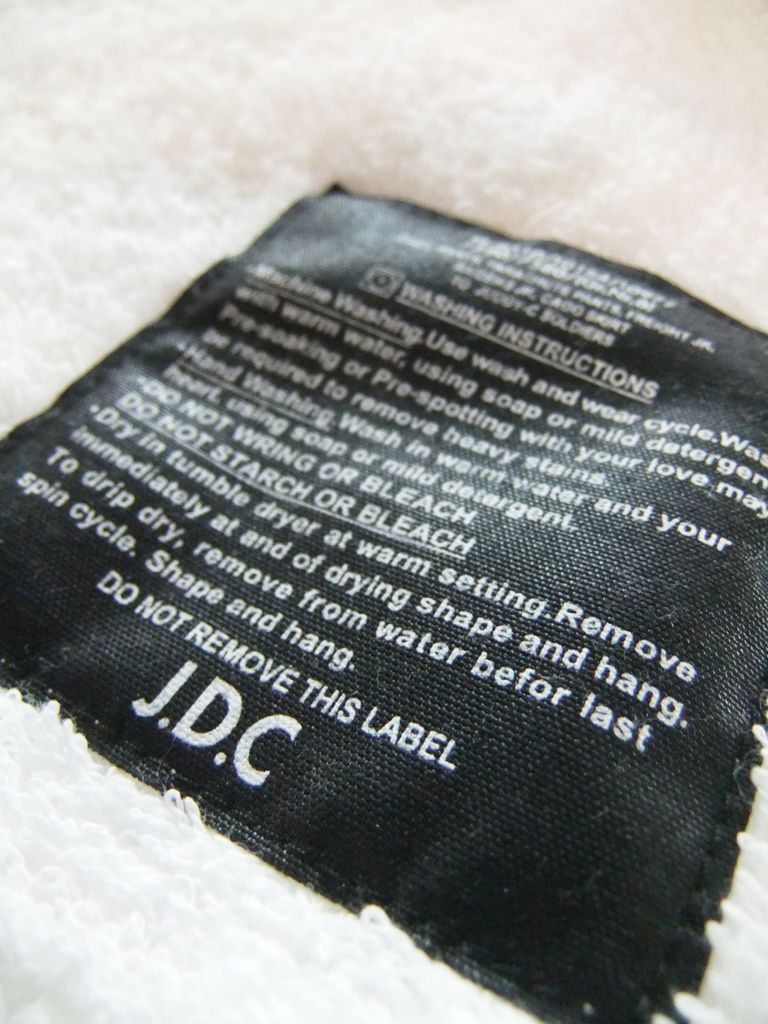 WASHING INSTRUCTIONS
Machine Washing.Use wash and wear cycle.Was
with warm water, using soap or mild detergen
Pre-soaking or Pre-spotting with your love may
be required to remove heavy stains.
Hand Washing. Wash in warm water and your
heart, using soap or mild detergent.
•DO NOT WRING OR BLEACH
DO NOT STARCH OR BLEACH
•Dry in tumble dryer at warm setting.Remove
immediately at and of drying shape and hang.
To drip dry, remove from water befor last
spin cycle. Shape and hang.
DO NOT REMOVE THIS LABEL
J.D.C